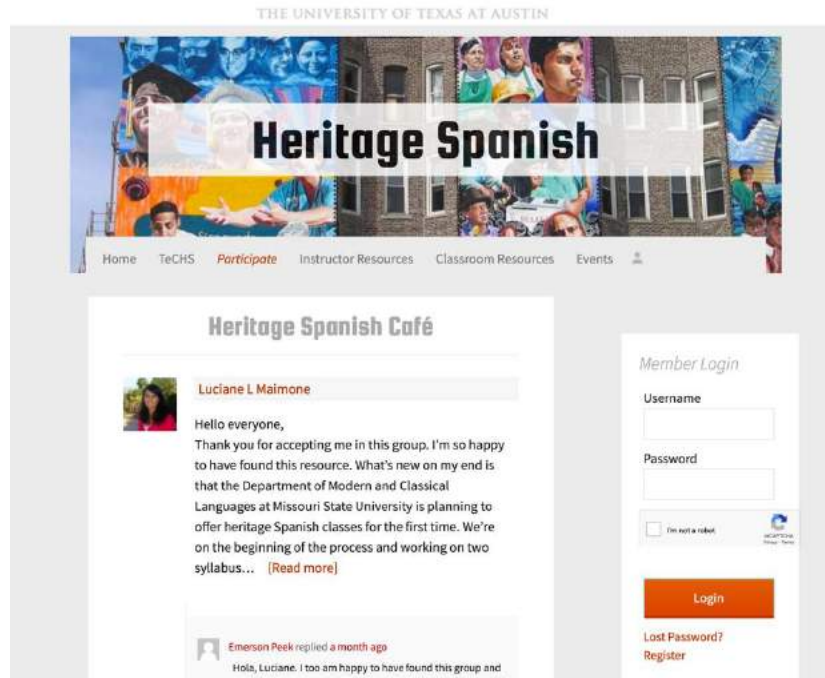 THE UNIVERSITY OF TEXAS AT AUSTIN
Heritage Spanish
Home TeCHS Participate Instructor Resources Classroom Resources Events
Heritage Spanish Café
Luciane L Maimone
Hello everyone,
Thank you for accepting me in this group. I'm so happy
to have found this resource. What's new on my end is
that the Department of Modern and Classical
Languages at Missouri State University is planning to
offer heritage Spanish classes for the first time. We're
on the beginning of the process and working on two
syllabus... [Read more]
Emerson Peek replied a month ago
Hola, Luciane. I too am happy to have found this group and
Member Login
Username
Password
I'm not a robot
reCAPTCHA
Privacy - Terms
Login
Lost Password?
Register